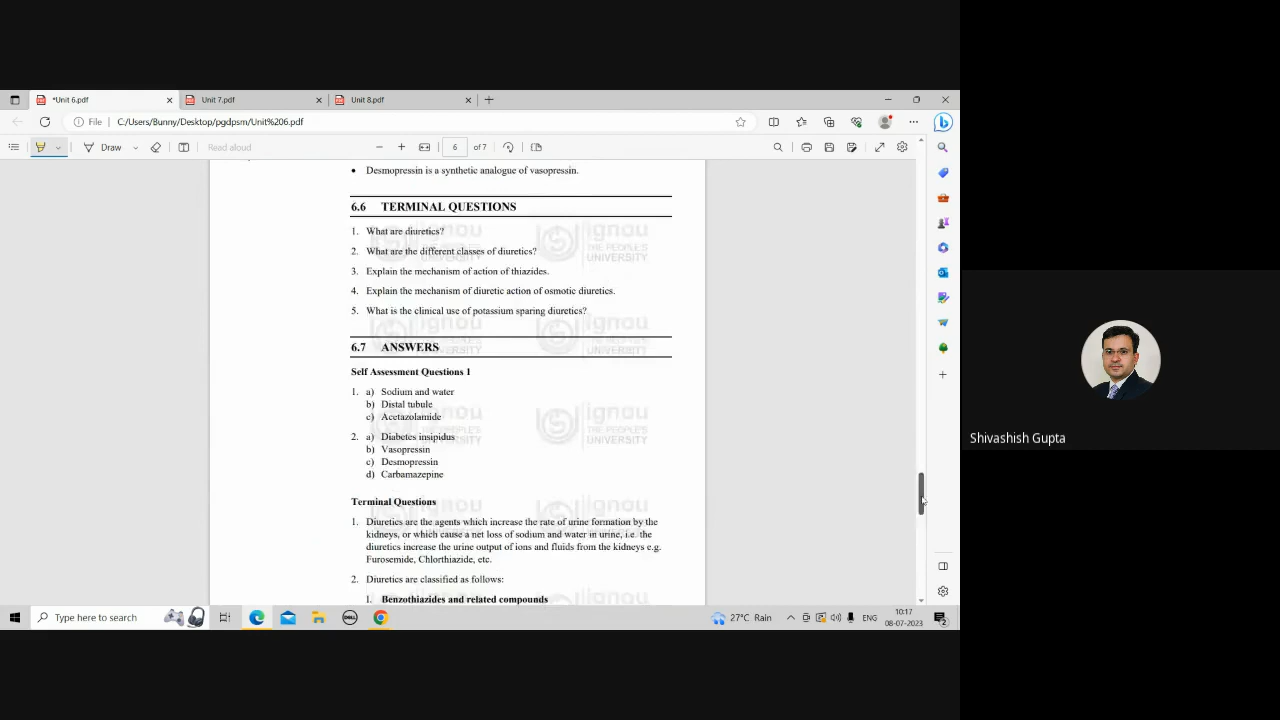 *Unit 6.pdf
Unit 7.pdf
Unit 8.pdf
File
C:/Users/Bunny/Desktop/pgdpsm/Unit%206.pdf
Draw
Read aloud
6
of 7
• Desmopressin is a synthetic analogue of vasopressin.
6.6 TERMINAL QUESTIONS
1. What are diuretics?
2. What are the different classes of diuretics?
3. Explain the mechanism of action of thiazides.
4. Explain the mechanism of diuretic action of osmotic diuretics.
5. What is the clinical use of potassium sparing diuretics?
6.7 ANSWERS
Self Assessment Questions 1
1. a) Sodium and water
b) Distal tubule
c) Acetazolamide
2. a) Diabetes insipidus
b) Vasopressin
c) Desmopressin
d) Carbamazepine
Terminal Questions
1. Diuretics are the agents which increase the rate of urine formation by the
kidneys, or which cause a net loss of sodium and water in urine, i.e. the
diuretics increase the urine output of ions and fluids from the kidneys e.g.
Furosemide, Chlorthiazide, etc.
2. Diuretics are classified as follows:
1. Benzothiazides and related compounds
ignou
THE PEOPLE'S
UNIVERSITY
Shivashish Gupta
Type here to search
DELL
27°C Rain
ENG
10:17
08-07-2023
2